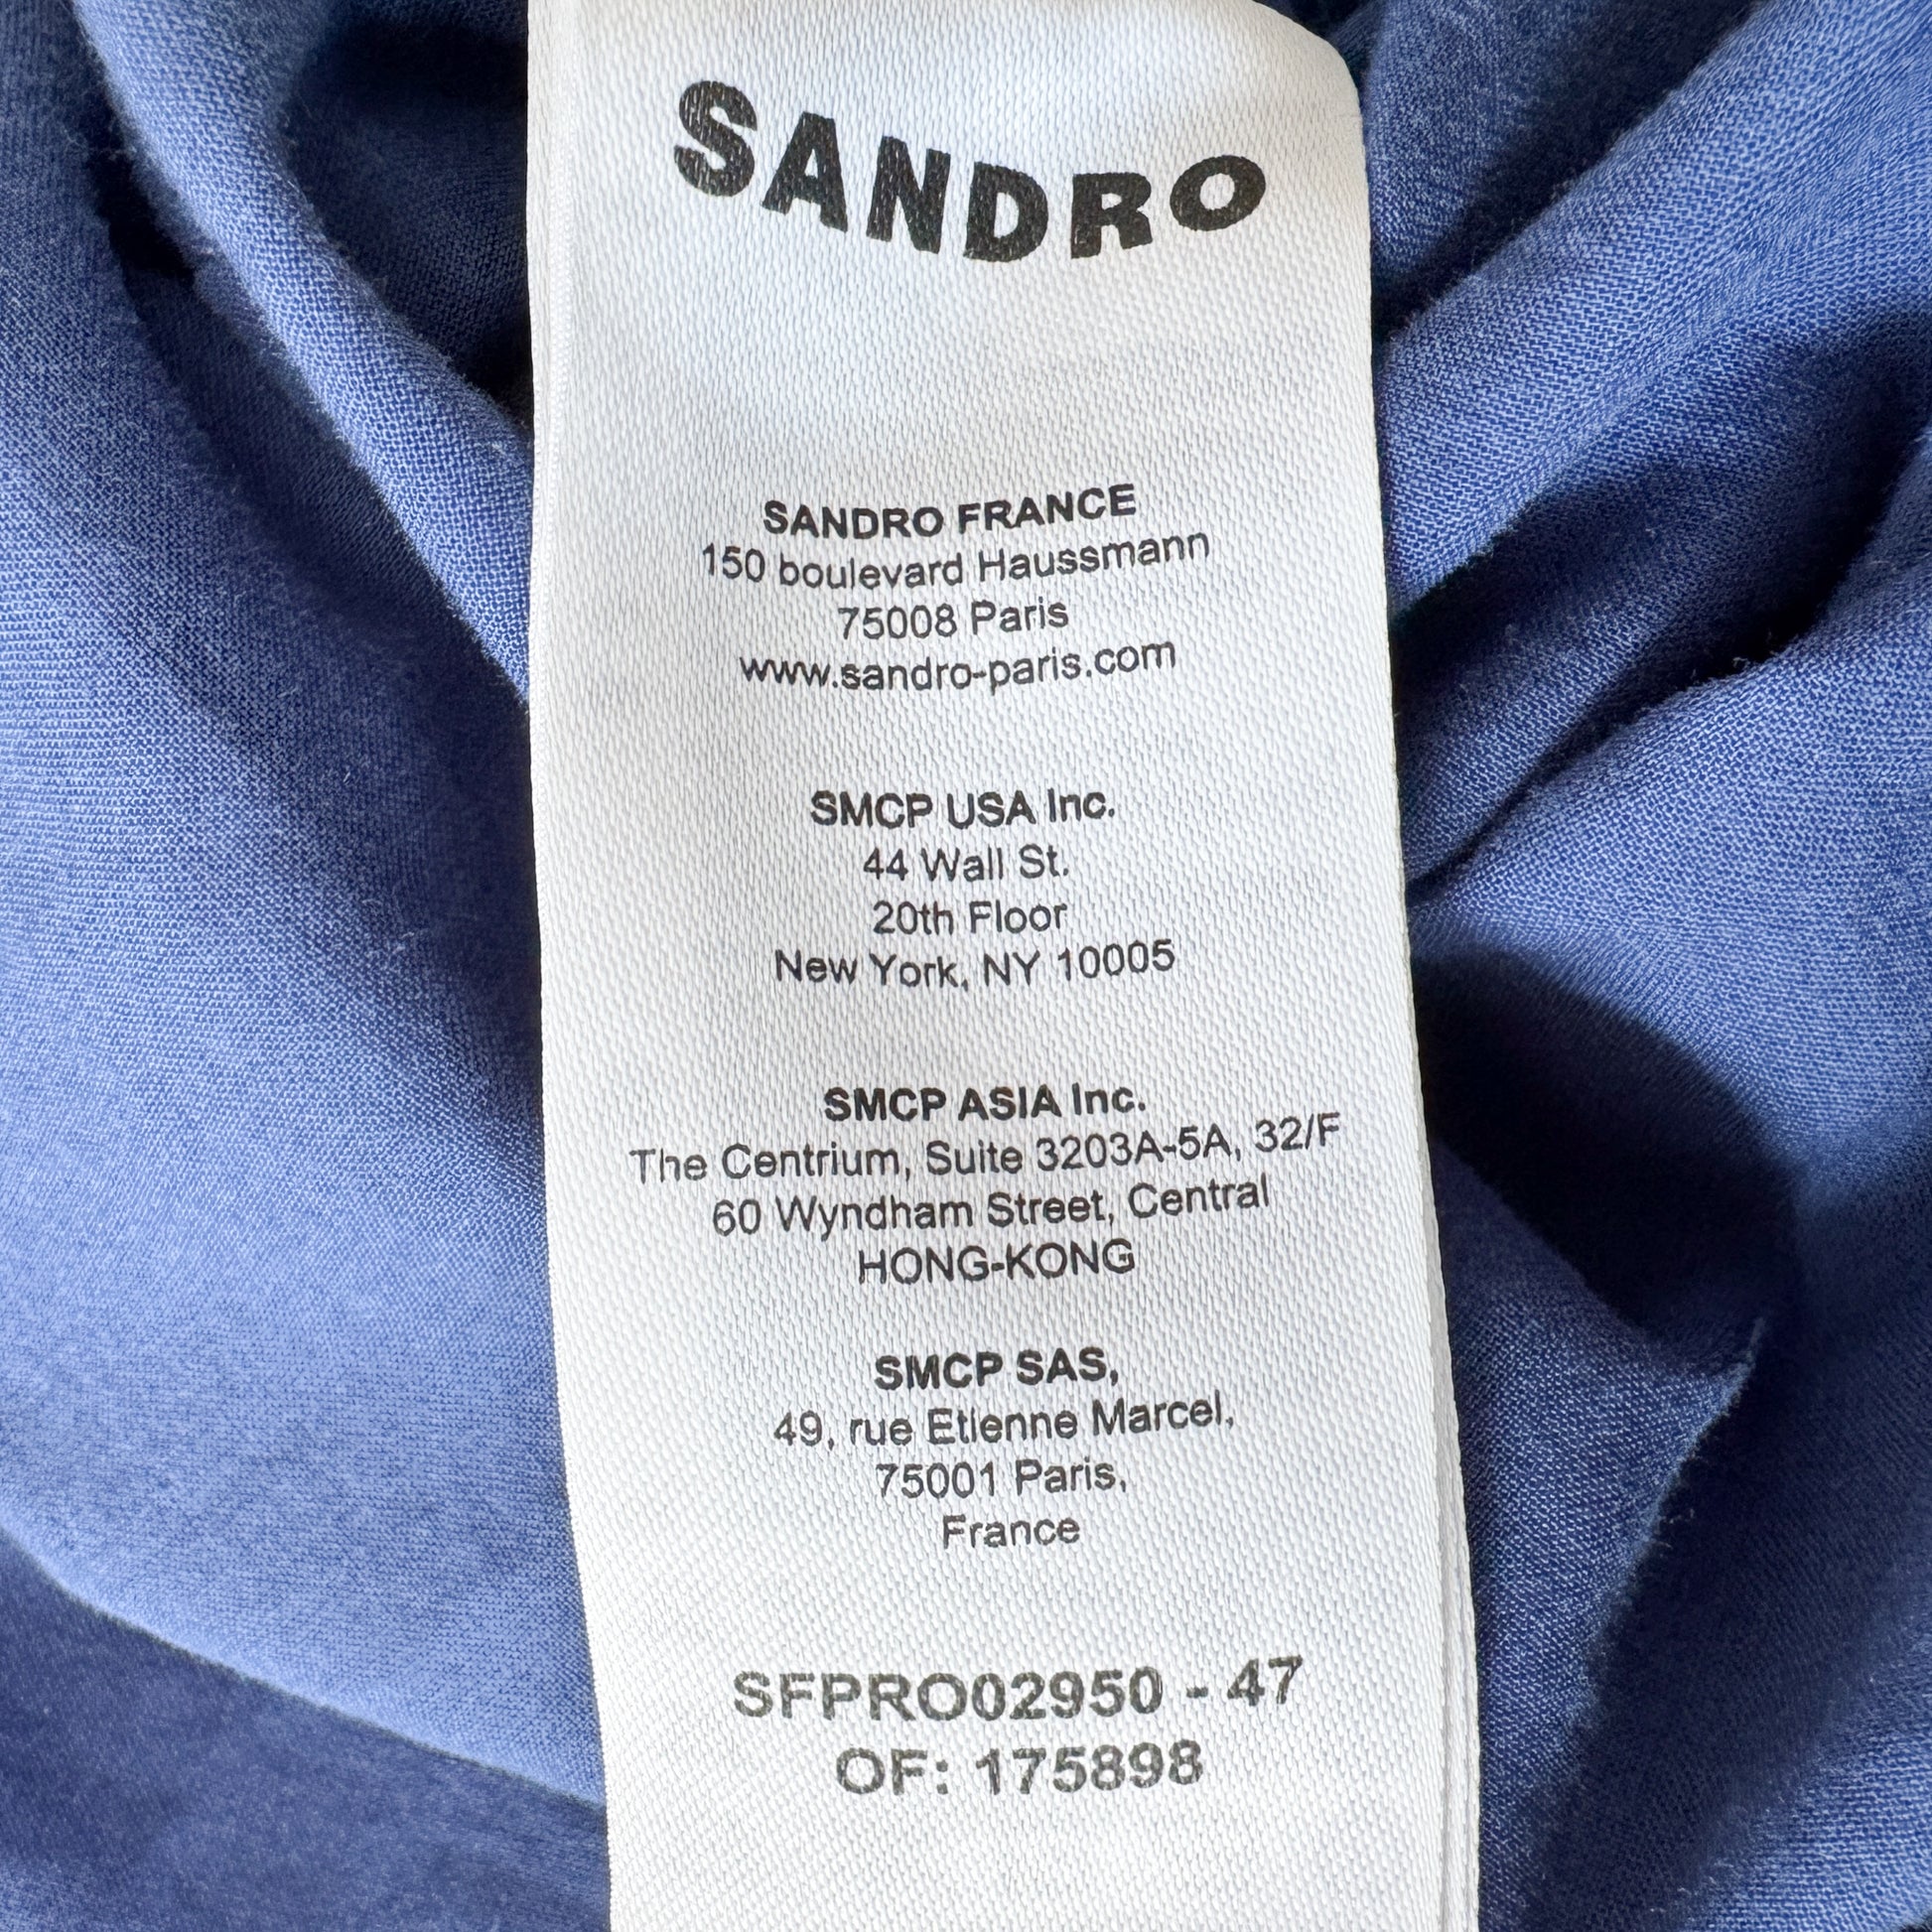 SANDRO
SANDRO FRANCE
150 boulevard Haussmann
75008 Paris
www.sandro-paris.com
SMCP USA Inc.
44 Wall St.
20th Floor
New York, NY 10005
SMCP ASIA Inc.
The Centrium, Suite 3203A-5A, 32/F
60 Wyndham Street, Central
HONG-KONG
SMCP SAS,
49, rue Etienne Marcel,
75001 Paris,
France
SFPRO02950 - 47
OF: 175898